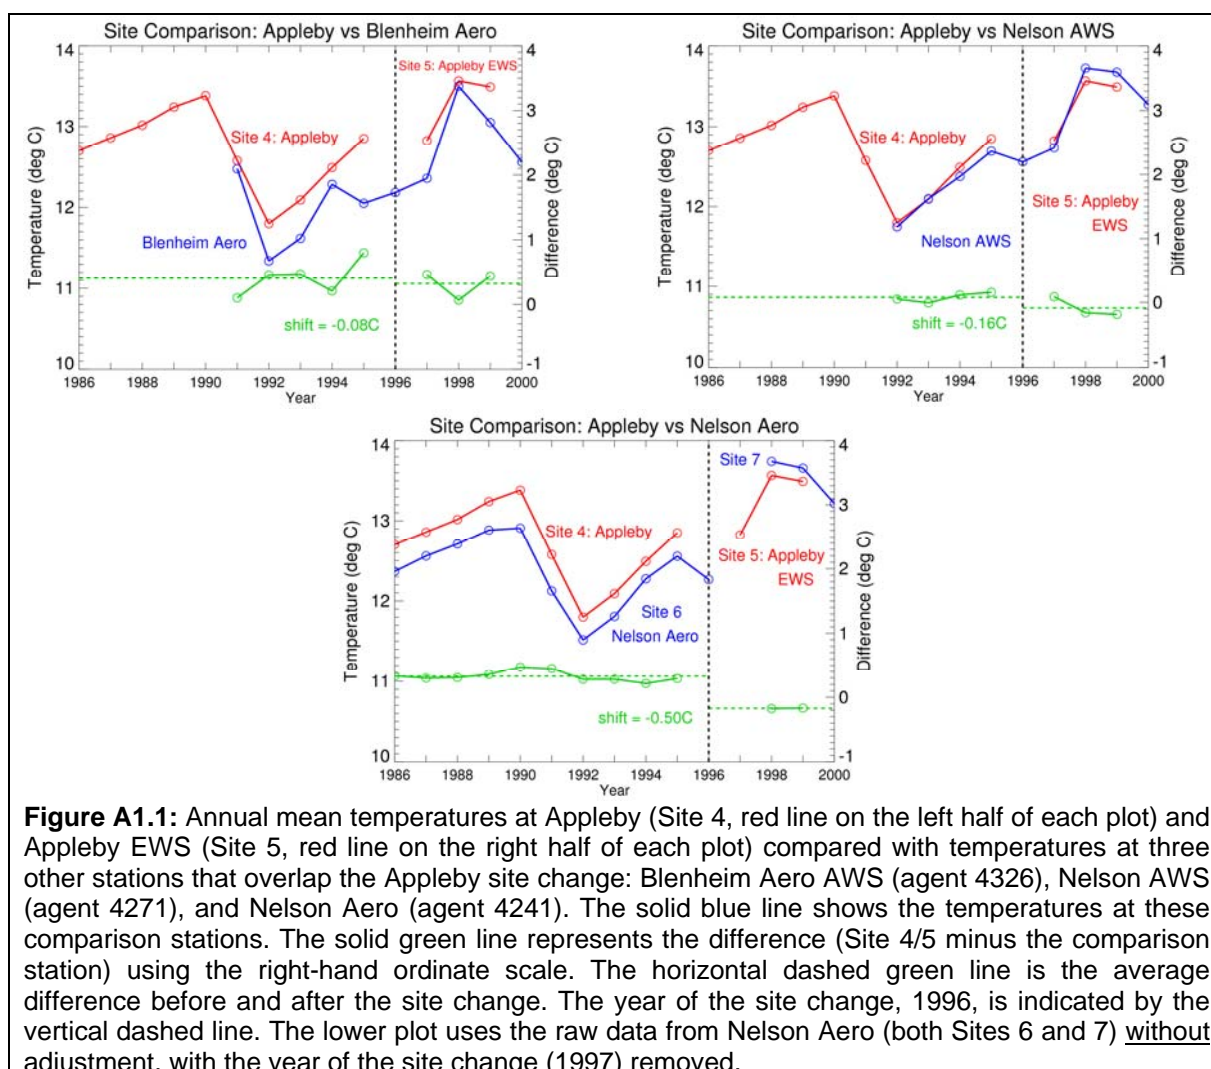 Site Comparison: Appleby vs Blenheim Aero
14
13
12
11
10
Temperature (deg C)
4
3
2
1
0
-1
Difference (deg C)
Site 5: Appleby EWS
Site 4: Appleby
Blenheim Aero
shift = -0.08C
1986 1988 1990 1992 1994 1996 1998 2000
Year
Site Comparison: Appleby vs Nelson AWS
14
13
12
11
10
Temperature (deg C)
4
3
2
1
0
-1
Difference (deg C)
Site 4: Appleby
Site 5: Appleby
EWS
Nelson AWS
shift = -0.16C
1986 1988 1990 1992 1994 1996 1998 2000
Year
Site Comparison: Appleby vs Nelson Aero
14
13
12
11
10
Temperature (deg C)
4
3
2
1
0
-1
Difference (deg C)
Site 7
Site 4: Appleby
Site 5: Appleby
EWS
Site 6
Nelson Aero
shift = -0.50C
1986 1988 1990 1992 1994 1996 1998 2000
Year
Figure A1.1: Annual mean temperatures at Appleby (Site 4, red line on the left half of each plot) and
Appleby EWS (Site 5, red line on the right half of each plot) compared with temperatures at three
other stations that overlap the Appleby site change: Blenheim Aero AWS (agent 4326), Nelson AWS
(agent 4271), and Nelson Aero (agent 4241). The solid blue line shows the temperatures at these
comparison stations. The solid green line represents the difference (Site 4/5 minus the comparison
station) using the right-hand ordinate scale. The horizontal dashed green line is the average
difference before and after the site change. The year of the site change, 1996, is indicated by the
vertical dashed line. The lower plot uses the raw data from Nelson Aero (both Sites 6 and 7) without
adjustment, with the year of the site change (1997) removed.